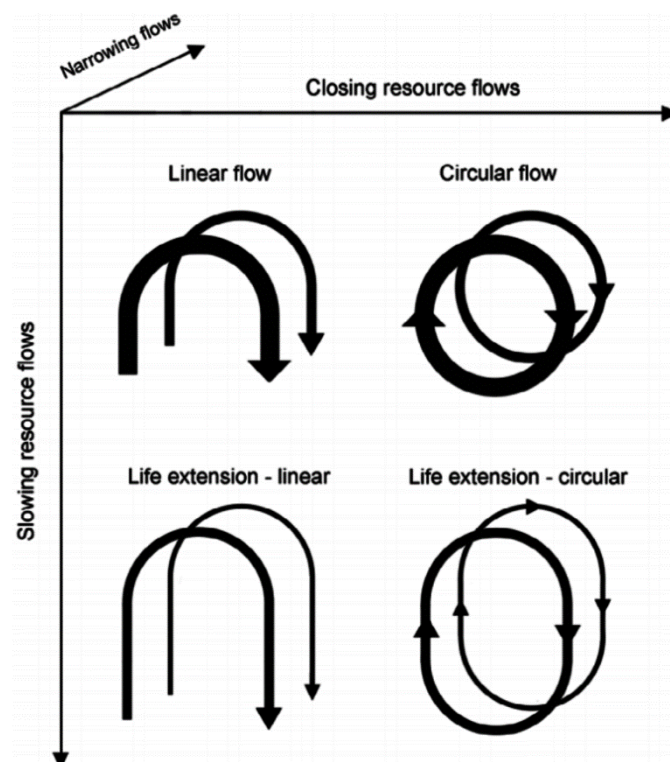 Narrowing flows
Closing resource flows
Linear flow
Circular flow
Slowing resource flows
Life extension - linear
Life extension - circular